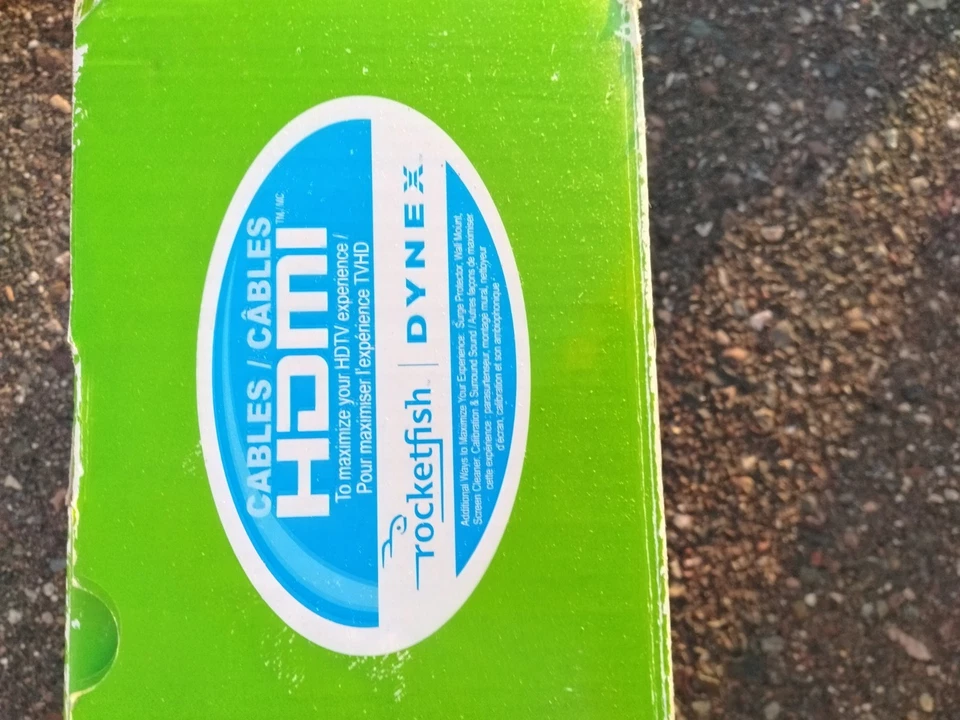 CABLES / CÂBLES
HDMI TM/MC
To maximize your HDTV experience /
Pour maximiser l'expérience TVHD
rocketfish™ | DYNEX™
Additional Ways to Maximize Your Experience: Surge Protector, Wall Mount,
Screen Cleaner, Calibration & Surround Sound / Autres façons de maximiser
cette expérience : parasurtenseur, montage mural, nettoyeur
d'écran, calibration et son ambiophonique